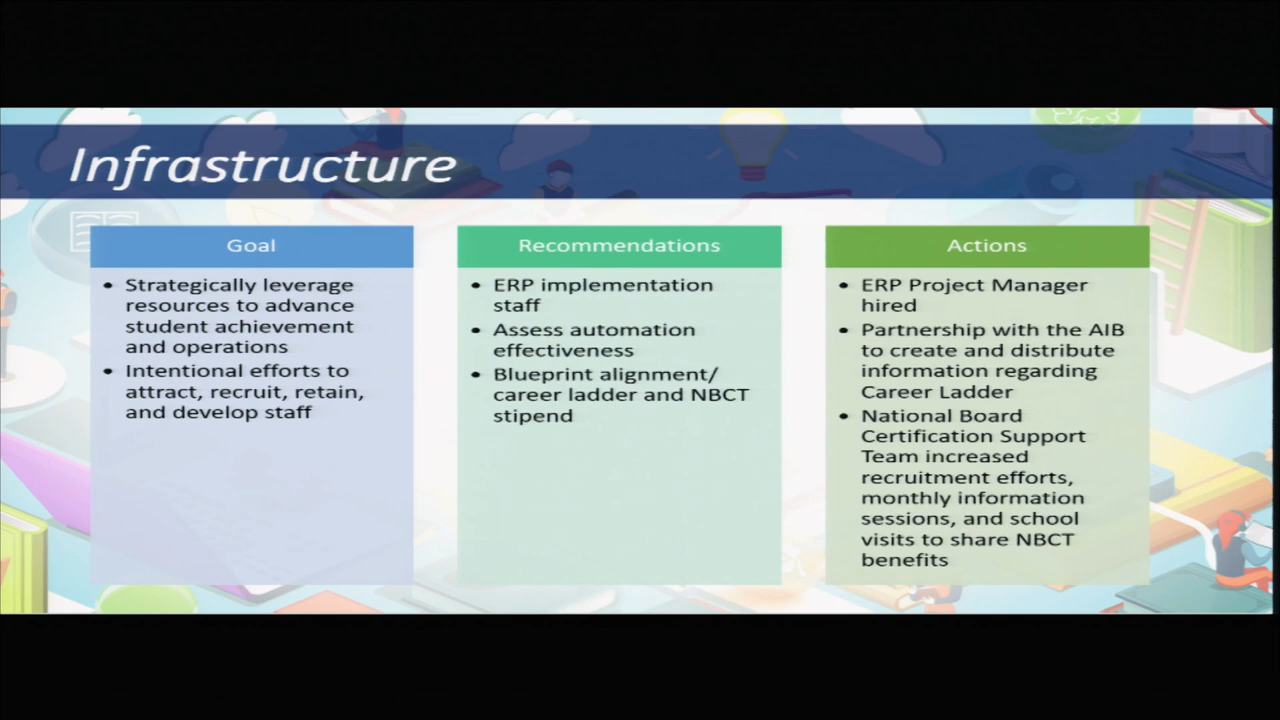 Infrastructure
Goal
• Strategically leverage
resources to advance
student achievement
and operations
• Intentional efforts to
attract, recruit, retain,
and develop staff
Recommendations
• ERP implementation
staff
• Assess automation
effectiveness
• Blueprint alignment/
career ladder and NBCT
stipend
Actions
• ERP Project Manager
hired
• Partnership with the AIB
to create and distribute
information regarding
Career Ladder
• National Board
Certification Support
Team increased
recruitment efforts,
monthly information
sessions, and school
visits to share NBCT
benefits